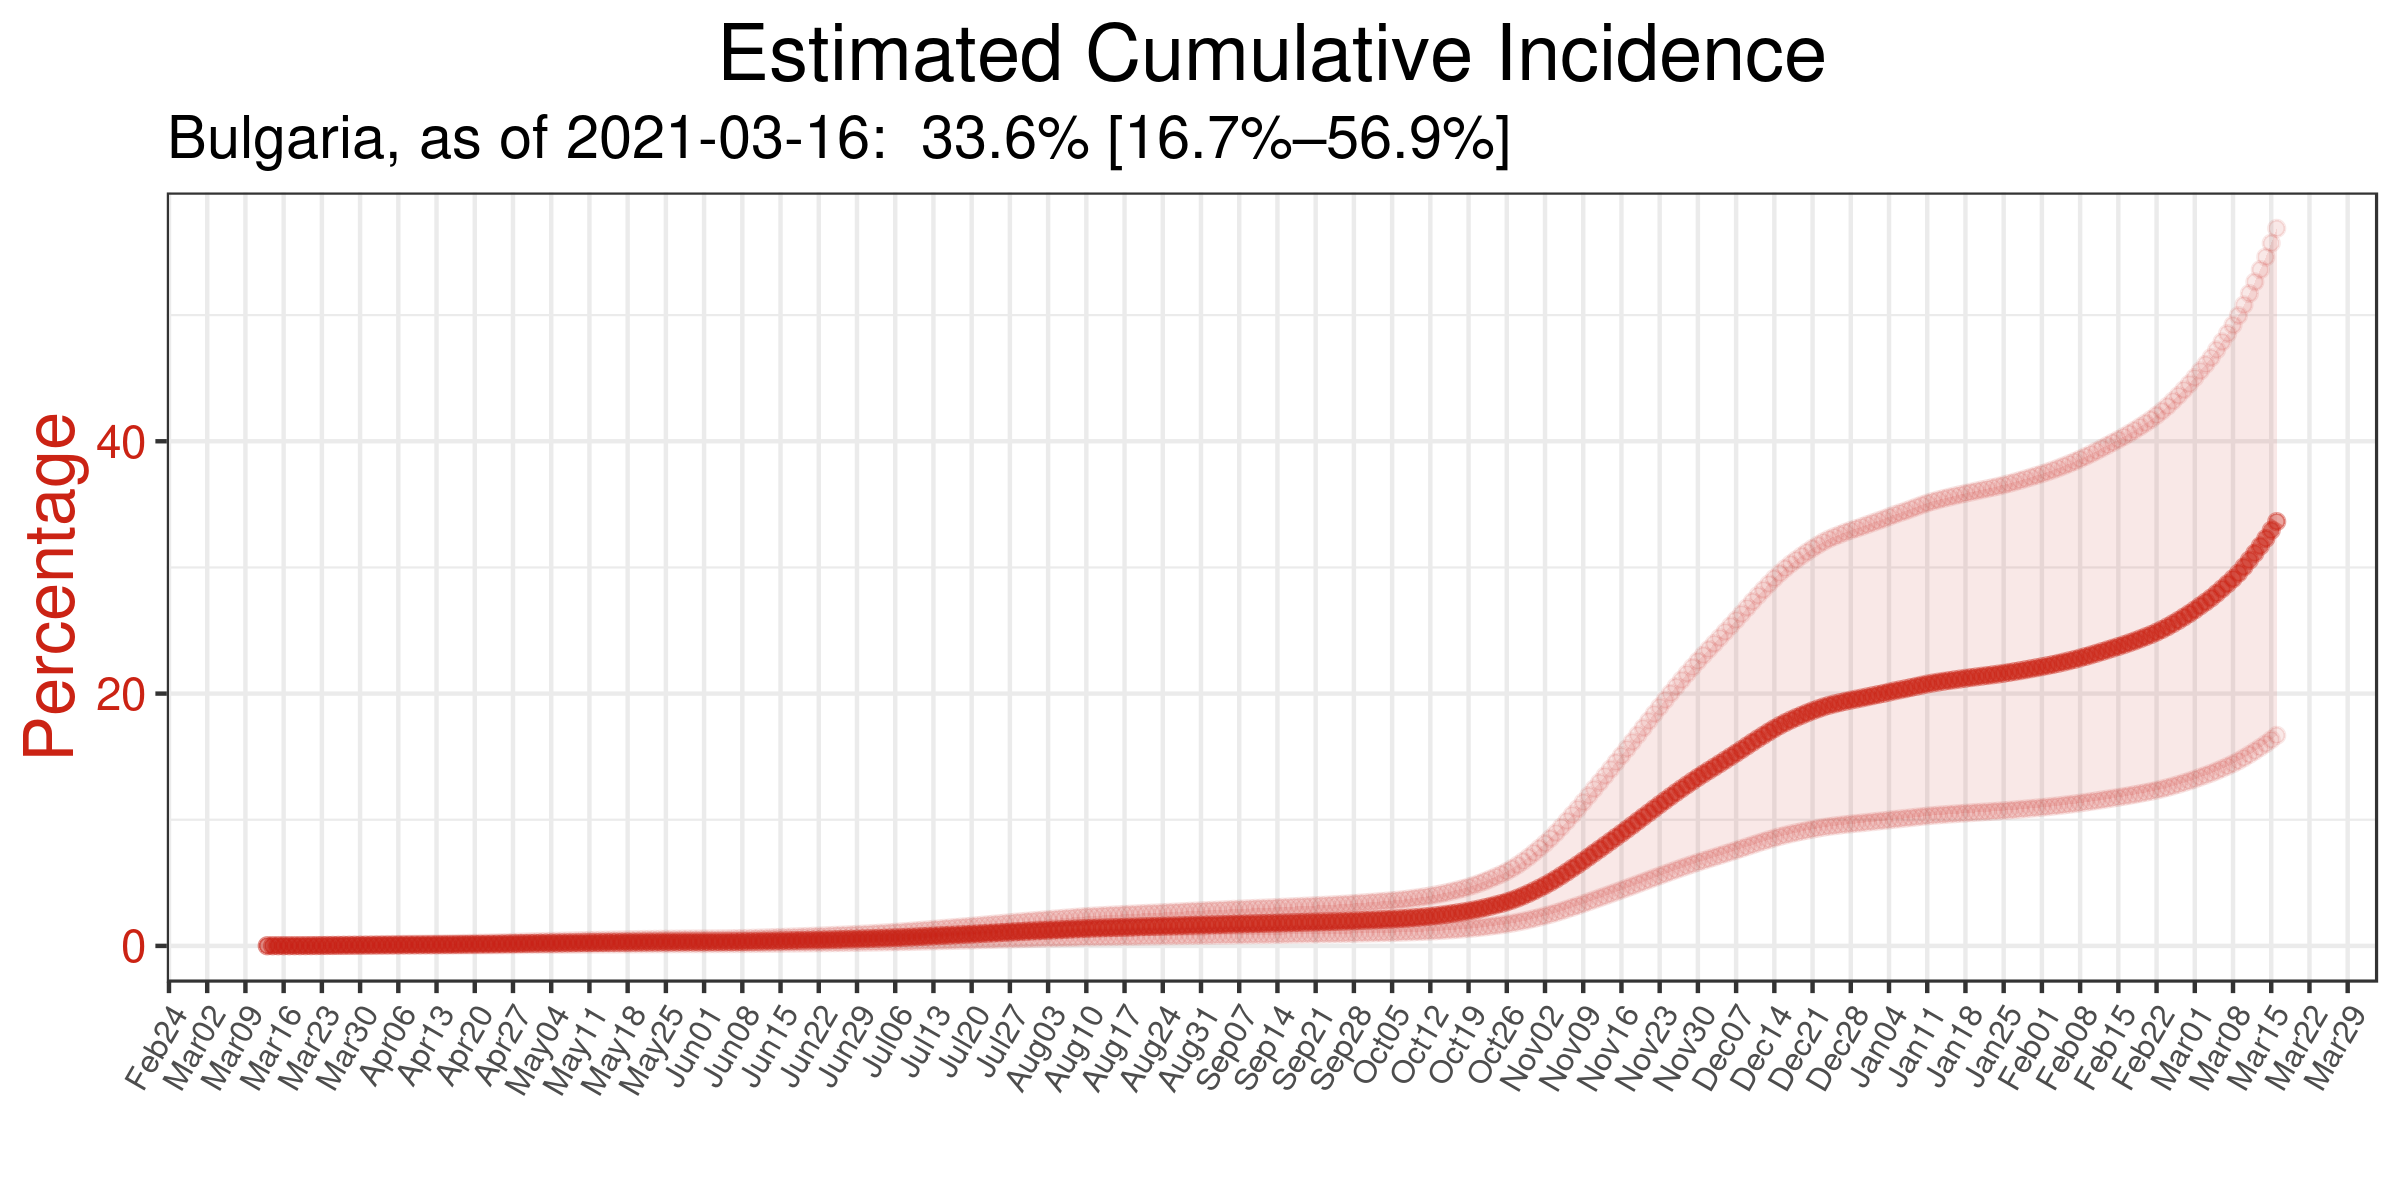 Estimated Cumulative Incidence
Bulgaria, as of 2021-03-16:  33.6% [16.7%–56.9%]
Percentage
40
20
0
Feb24
Mar02
Mar09
Mar16
Mar23
Mar30
Apr06
Apr13
Apr20
Apr27
May04
May11
May18
May25
Jun01
Jun08
Jun15
Jun22
Jun29
Jul06
Jul13
Jul20
Jul27
Aug03
Aug10
Aug17
Aug24
Aug31
Sep07
Sep14
Sep21
Sep28
Oct05
Oct12
Oct19
Oct26
Nov02
Nov09
Nov16
Nov23
Nov30
Dec07
Dec14
Dec21
Dec28
Jan04
Jan11
Jan18
Jan25
Feb01
Feb08
Feb15
Feb22
Mar01
Mar08
Mar15
Mar22
Mar29